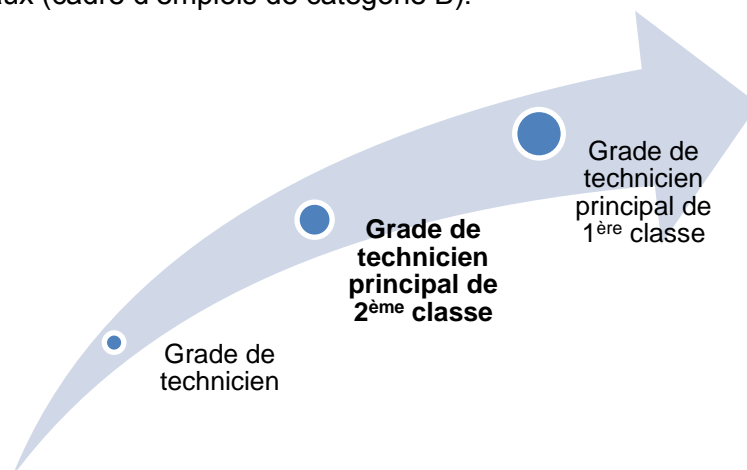 aux (cadre d'emplois de catégorie B).
Grade de
technicien
principal de
1ère classe
Grade de
technicien
principal de
2ème classe
Grade de
technicien